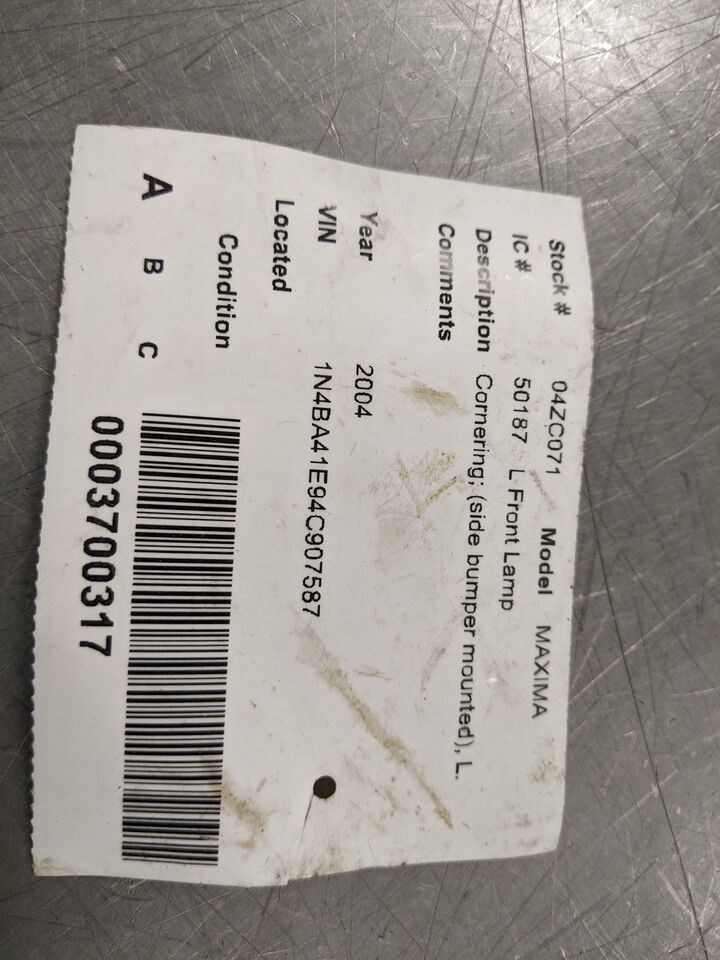 Stock # 04ZC071 Model MAXIMA
IC # 50187 L Front Lamp
Description Cornering; (side bumper mounted), L.
Comments
Year 2004
VIN 1N4BA41E94C907587
Located
Condition
A B C
0003700317